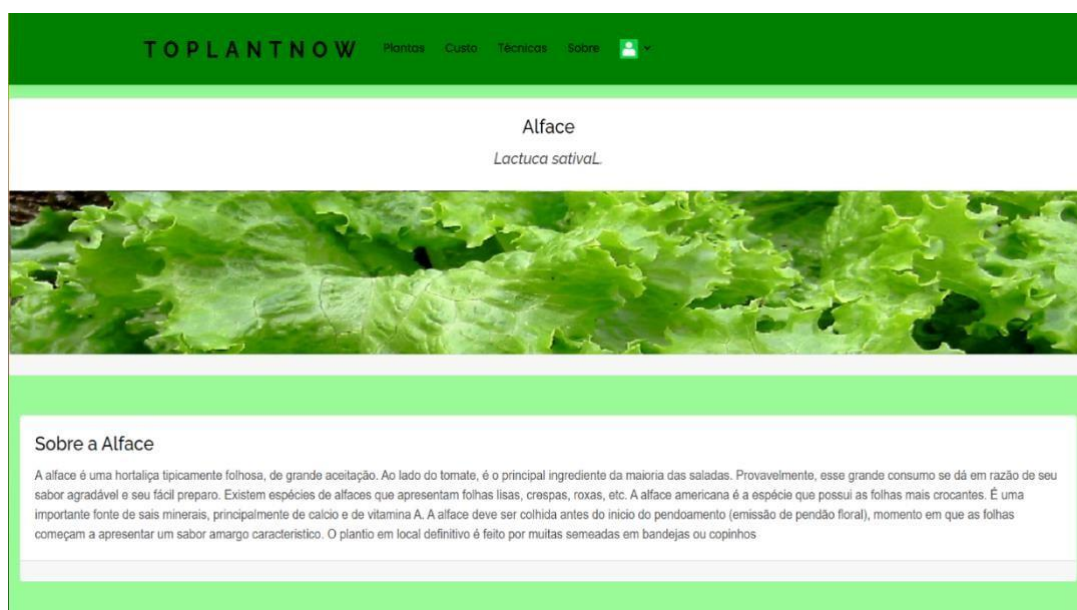 TOPLANTNOW Plantas Custo Técnicas Sobre
Alface
Lactuca sativaL.
Sobre a Alface
A alface é uma hortaliça tipicamente folhosa, de grande aceitação. Ao lado do tomate, é o principal ingrediente da maioria das saladas. Provavelmente, esse grande consumo se dá em razão de seu
sabor agradável e seu fácil preparo. Existem espécies de alfaces que apresentam folhas lisas, crespas, roxas, etc. A alface americana é a espécie que possui as folhas mais crocantes. É uma
importante fonte de sais minerais, principalmente de calcio e de vitamina A. A alface deve ser colhida antes do inicio do pendoamento (emissão de pendão floral), momento em que as folhas
começam a apresentar um sabor amargo caracteristico. O plantio em local definitivo é feito por muitas semeadas em bandejas ou copinhos